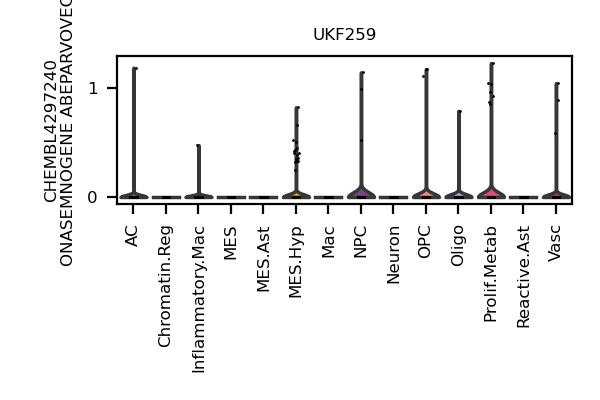 UKF259
CHEMBL4297240
ONASEMNOGENE ABEPARVOVEC
1
0
AC
Chromatin.Reg
Inflammatory.Mac
MES
MES.Ast
MES.Hyp
Mac
NPC
Neuron
OPC
Oligo
Prolif.Metab
Reactive.Ast
Vasc